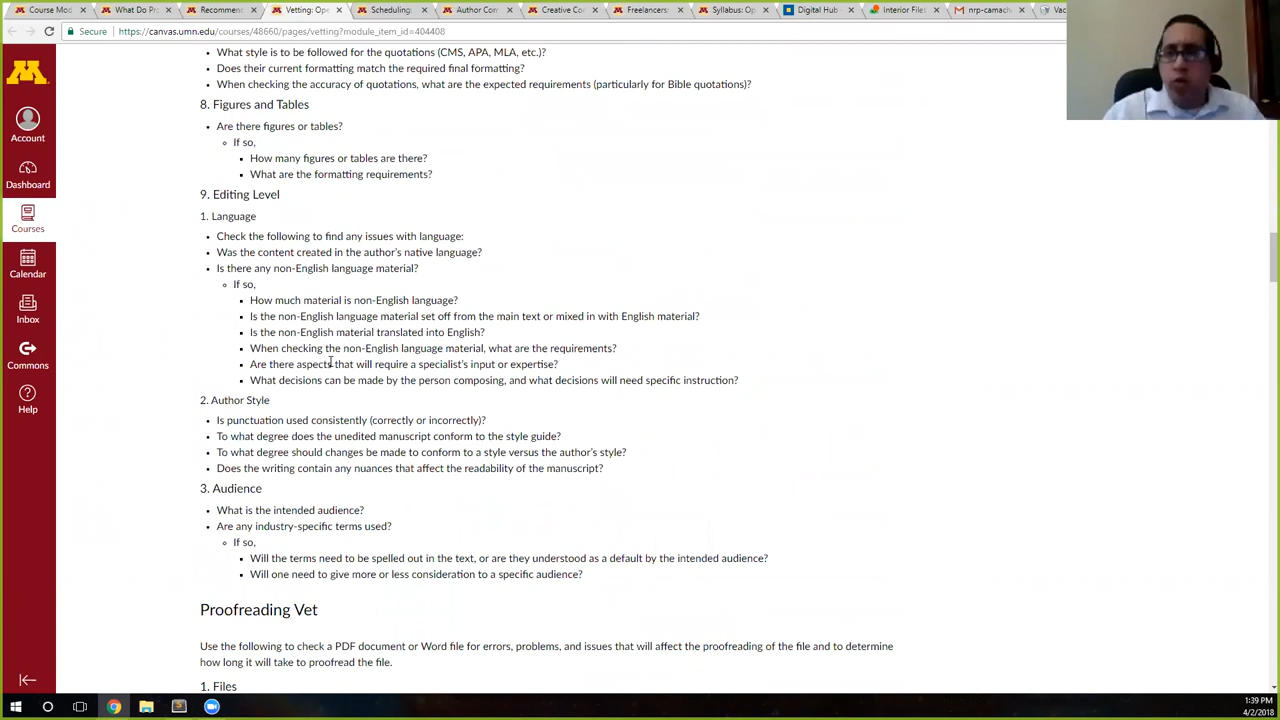 Course Mod
What Do Pr
Recommen
Vetting: Ope
Scheduling:
Author Com
Creative Co
Freelancers:
Syllabus: Op
Digital Hub -
Interior Files
nrp-camach
Vac
Secure
https://canvas.umn.edu/courses/48660/pages/vetting?module_item_id=404408
Account
Dashboard
Courses
Calendar
Inbox
Commons
Help
▪ What style is to be followed for the quotations (CMS, APA, MLA, etc.)?
• Does their current formatting match the required final formatting?
• When checking the accuracy of quotations, what are the expected requirements (particularly for Bible quotations)?
8. Figures and Tables
• Are there figures or tables?
◦ If so,
▪ How many figures or tables are there?
▪ What are the formatting requirements?
9. Editing Level
1. Language
• Check the following to find any issues with language:
• Was the content created in the author's native language?
• Is there any non-English language material?
◦ If so,
▪ How much material is non-English language?
▪ Is the non-English language material set off from the main text or mixed in with English material?
▪ Is the non-English material translated into English?
▪ When checking the non-English language material, what are the requirements?
▪ Are there aspects that will require a specialist's input or expertise?
▪ What decisions can be made by the person composing, and what decisions will need specific instruction?
2. Author Style
• Is punctuation used consistently (correctly or incorrectly)?
• To what degree does the unedited manuscript conform to the style guide?
• To what degree should changes be made to conform to a style versus the author's style?
• Does the writing contain any nuances that affect the readability of the manuscript?
3. Audience
• What is the intended audience?
• Are any industry-specific terms used?
◦ If so,
▪ Will the terms need to be spelled out in the text, or are they understood as a default by the intended audience?
▪ Will one need to give more or less consideration to a specific audience?
Proofreading Vet
Use the following to check a PDF document or Word file for errors, problems, and issues that will affect the proofreading of the file and to determine
how long it will take to proofread the file.
1. Files
1:39 PM
4/2/2018